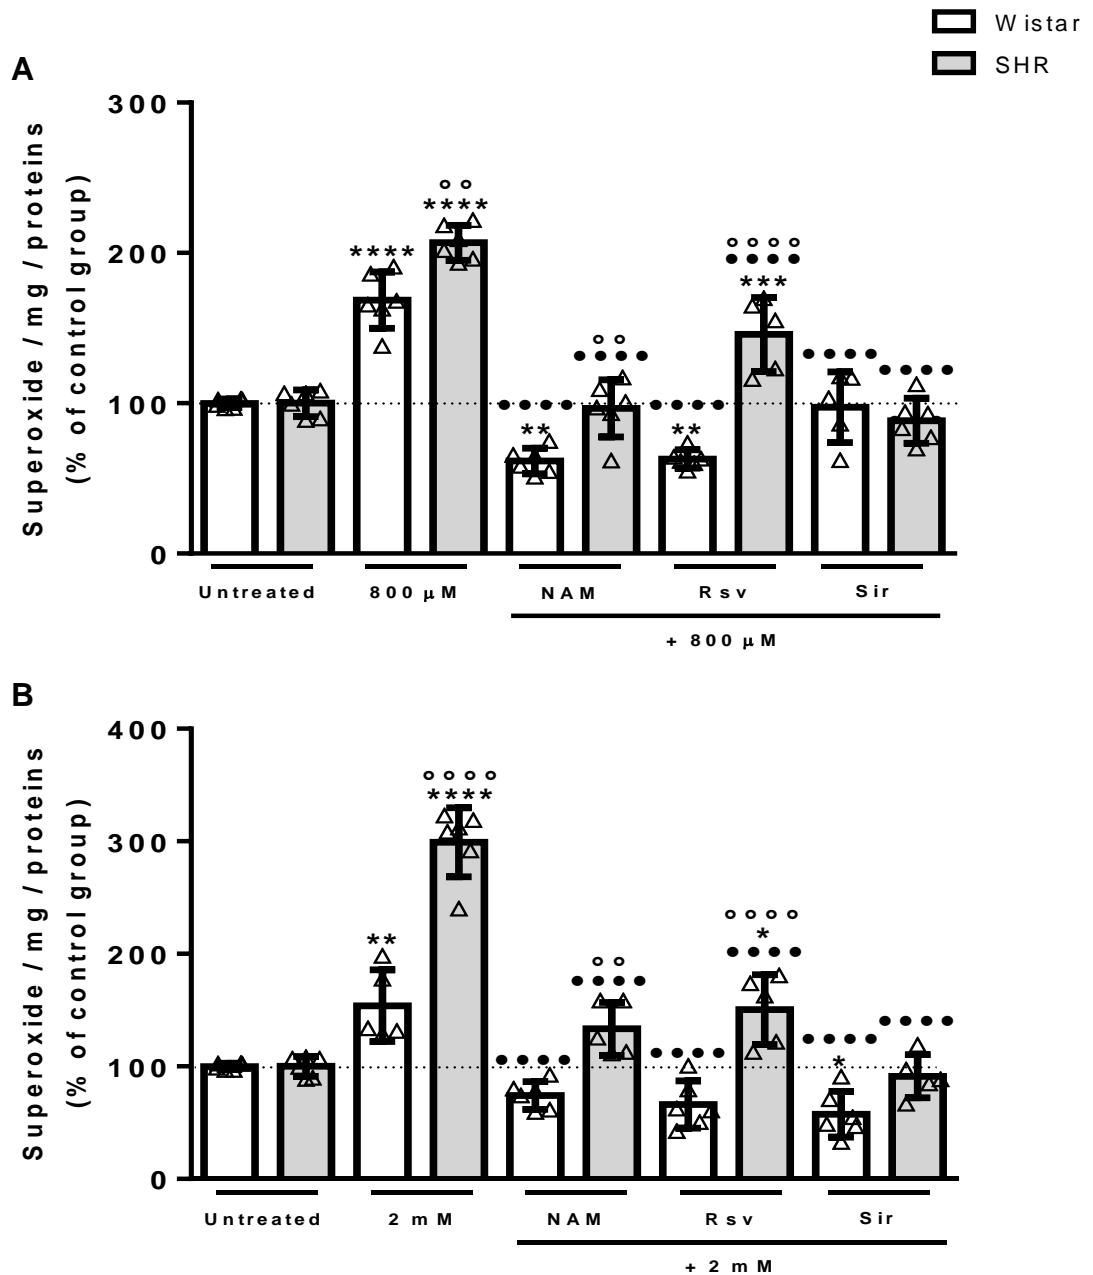 Wistar
SHR
A
Superoxide / mg / proteins
(% of control group)
300
200
100
0
°°
****
****
°°
••••
••••
**
••••
**
°°°°
••••
***
••••
••••
Untreated
800 µM
NAM
Rsv
Sir
+ 800 µM
B
Superoxide / mg / proteins
(% of control group)
400
300
200
100
0
°°°°
****
**
••••
°°
••••
••••
°°°°
*
••••
••••
*
••••
Untreated
2 mM
NAM
Rsv
Sir
+ 2 mM